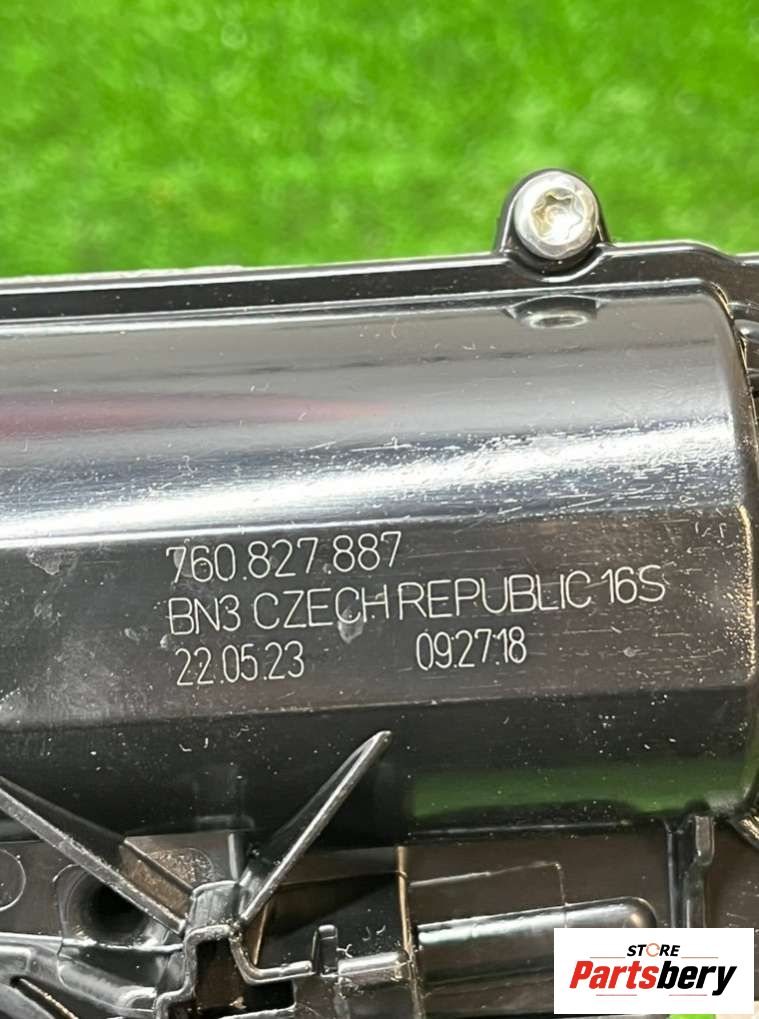 760.827.887
BN3 CZECH REPUBLIC 16S
22.05.23 09:27:18
STORE
Partsbery